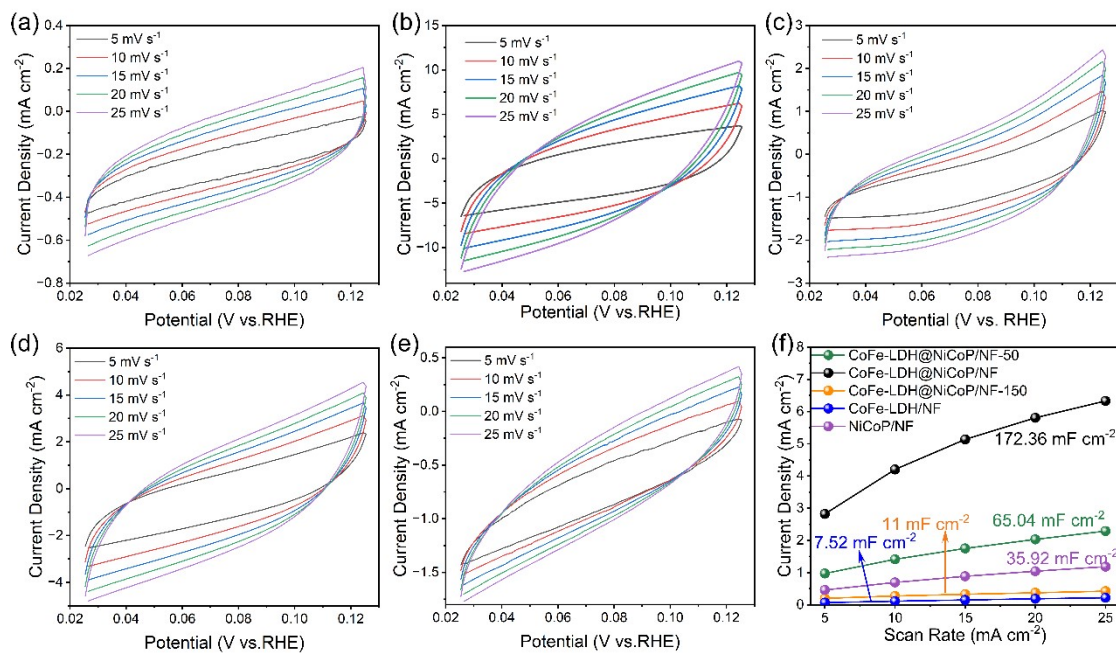 (a)
5 mV s⁻¹
10 mV s⁻¹
15 mV s⁻¹
20 mV s⁻¹
25 mV s⁻¹
0.4
0.2
0.0
−0.2
−0.4
−0.6
−0.8
Current Density (mA cm⁻²)
0.02 0.04 0.06 0.08 0.10 0.12
Potential (V vs.RHE)
(b)
5 mV s⁻¹
10 mV s⁻¹
15 mV s⁻¹
20 mV s⁻¹
25 mV s⁻¹
15
10
5
0
−5
−10
Current Density (mA cm⁻²)
0.02 0.04 0.06 0.08 0.10 0.12
Potential (V vs.RHE)
(c)
5 mV s⁻¹
10 mV s⁻¹
15 mV s⁻¹
20 mV s⁻¹
25 mV s⁻¹
3
2
1
0
−1
−2
−3
Current Density (mA cm⁻²)
0.02 0.04 0.06 0.08 0.10 0.12
Potential (V vs. RHE)
(d)
5 mV s⁻¹
10 mV s⁻¹
15 mV s⁻¹
20 mV s⁻¹
25 mV s⁻¹
6
4
2
0
−2
−4
Current Density (mA cm⁻²)
0.02 0.04 0.06 0.08 0.10 0.12
Potential (V vs.RHE)
(e)
5 mV s⁻¹
10 mV s⁻¹
15 mV s⁻¹
20 mV s⁻¹
25 mV s⁻¹
0.5
0.0
−0.5
−1.0
−1.5
Current Density (mA cm⁻²)
0.02 0.04 0.06 0.08 0.10 0.12
Potential (V vs.RHE)
(f)
CoFe-LDH@NiCoP/NF-50
CoFe-LDH@NiCoP/NF
CoFe-LDH@NiCoP/NF-150
CoFe-LDH/NF
NiCoP/NF
172.36 mF cm⁻²
11 mF cm⁻²
65.04 mF cm⁻²
7.52 mF cm⁻²
35.92 mF cm⁻²
8
7
6
5
4
3
2
1
0
Current Density (mA cm⁻²)
5 10 15 20 25
Scan Rate (mA cm⁻²)